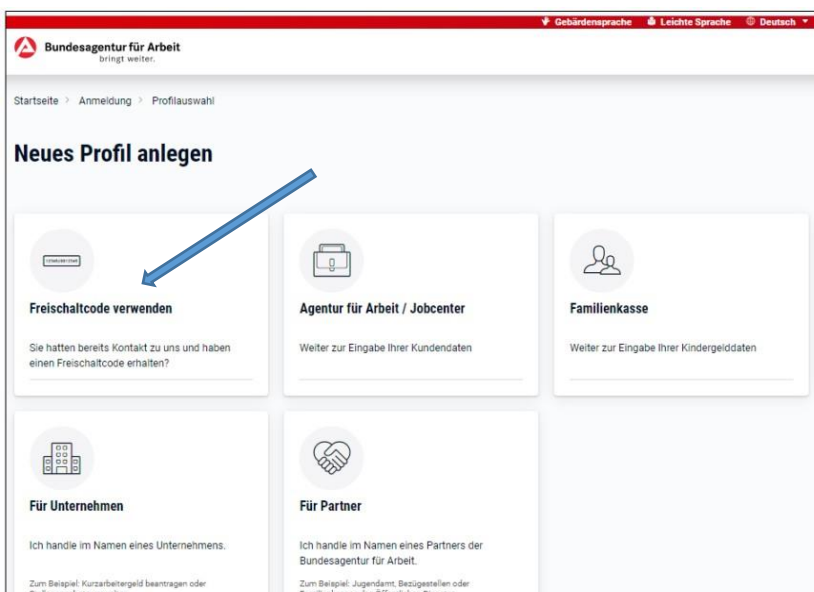 Gebärdensprache Leichte Sprache Deutsch
Bundesagentur für Arbeit
bringt weiter.
Startseite > Anmeldung > Profilauswahl
Neues Profil anlegen
Freischaltcode verwenden
Sie hatten bereits Kontakt zu uns und haben
einen Freischaltcode erhalten?
Agentur für Arbeit / Jobcenter
Weiter zur Eingabe Ihrer Kundendaten
Familienkasse
Weiter zur Eingabe Ihrer Kindergelddaten
Für Unternehmen
Ich handle im Namen eines Unternehmens.
Zum Beispiel: Kurzarbeitergeld beantragen oder
Für Partner
Ich handle im Namen eines Partners der
Bundesagentur für Arbeit.
Zum Beispiel: Jugendamt, Bezügestellen oder